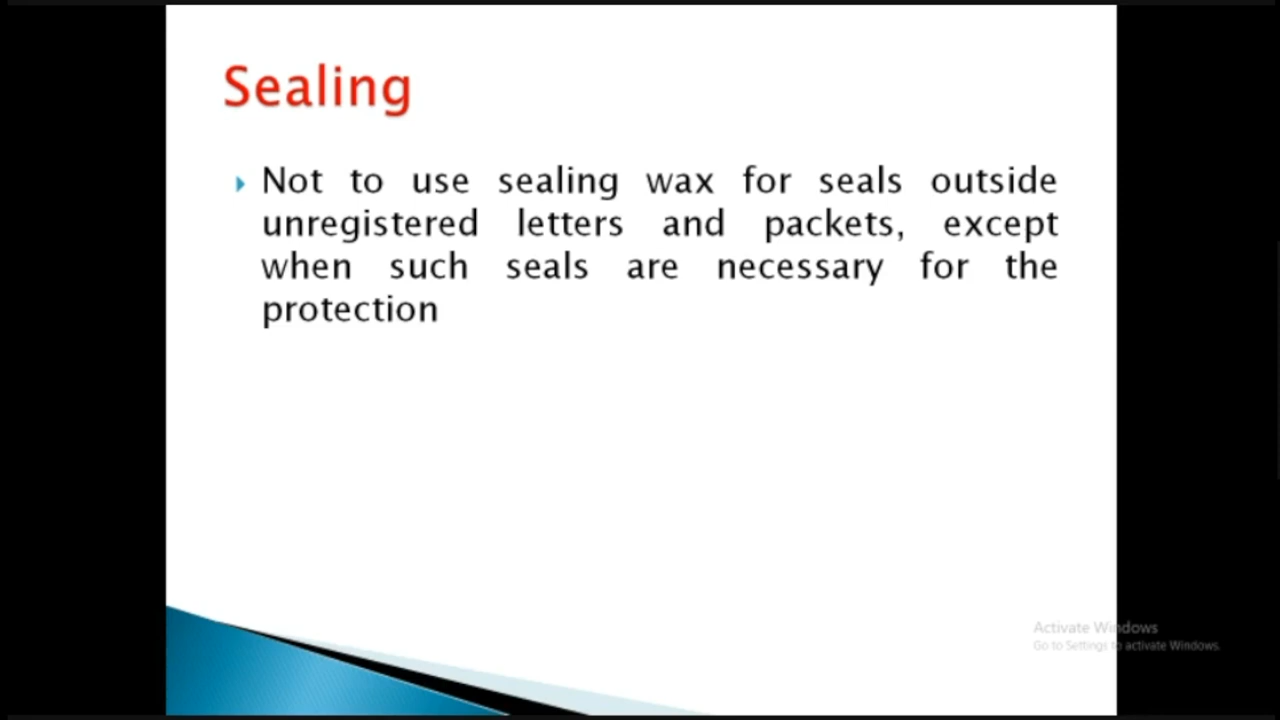 Sealing
Not to use sealing wax for seals outside
unregistered letters and packets, except
when such seals are necessary for the
protection
Activate Windows
Go to Settings to activate Windows.